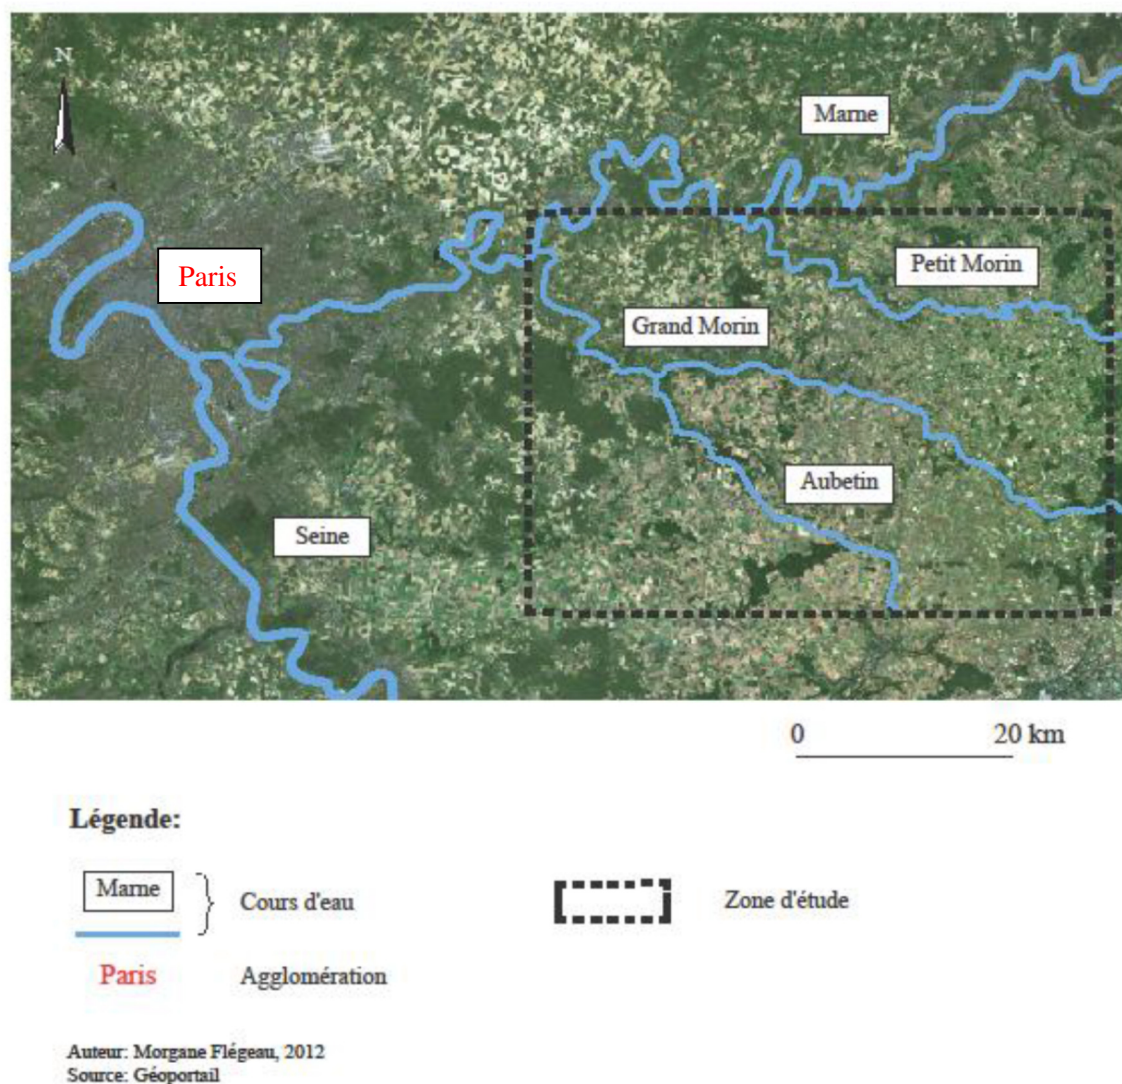 N
Marne
Paris
Petit Morin
Grand Morin
Aubetin
Seine
0 20 km
Légende:
Marne Cours d'eau Zone d'étude
Paris Agglomération
Auteur: Morgane Flégeau, 2012
Source: Géoportail